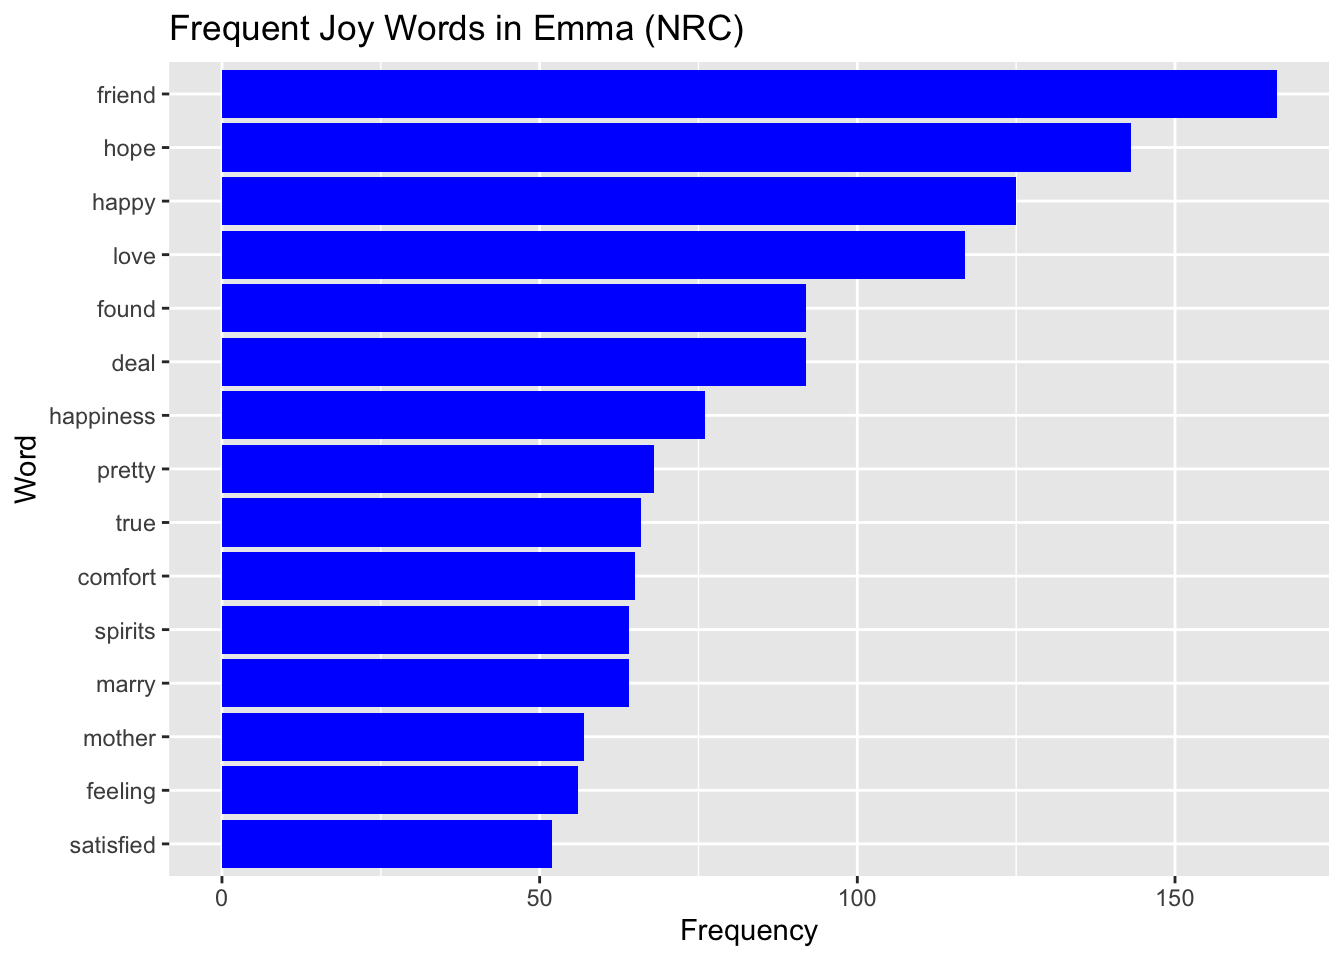 Frequent Joy Words in Emma (NRC)
friend
hope
happy
love
found
deal
happiness
pretty
true
comfort
spirits
marry
mother
feeling
satisfied
Word
0 50 100 150
Frequency